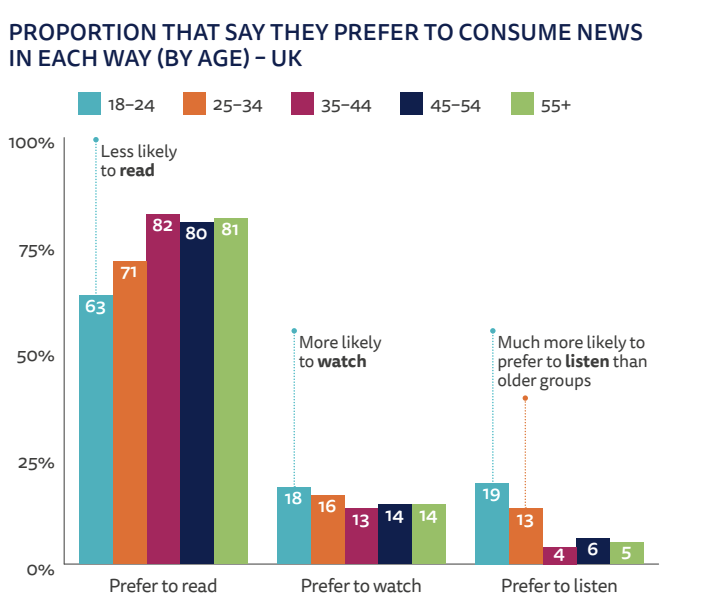 PROPORTION THAT SAY THEY PREFER TO CONSUME NEWS
IN EACH WAY (BY AGE) – UK
18–24 25–34 35–44 45–54 55+
100%
Less likely
to read
82 80 81
75%
71
63
50%
More likely
to watch
Much more likely to
prefer to listen than
older groups
25%
18 16 13 14 14
19 13 4 6 5
0%
Prefer to read Prefer to watch Prefer to listen